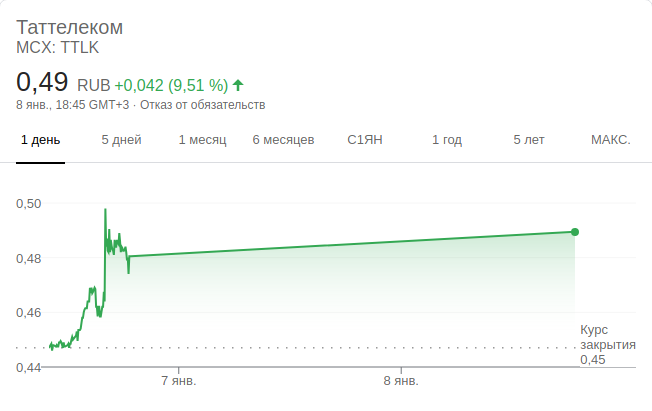 Таттелеком
MCX: TTLK
0,49 RUB +0,042 (9,51 %)
8 янв., 18:45 GMT+3 · Отказ от обязательств
1 день 5 дней 1 месяц 6 месяцев С1ЯН 1 год 5 лет МАКС.
0,50
0,48
0,46
Курс
закрытия
0,45
0,44
7 янв. 8 янв.